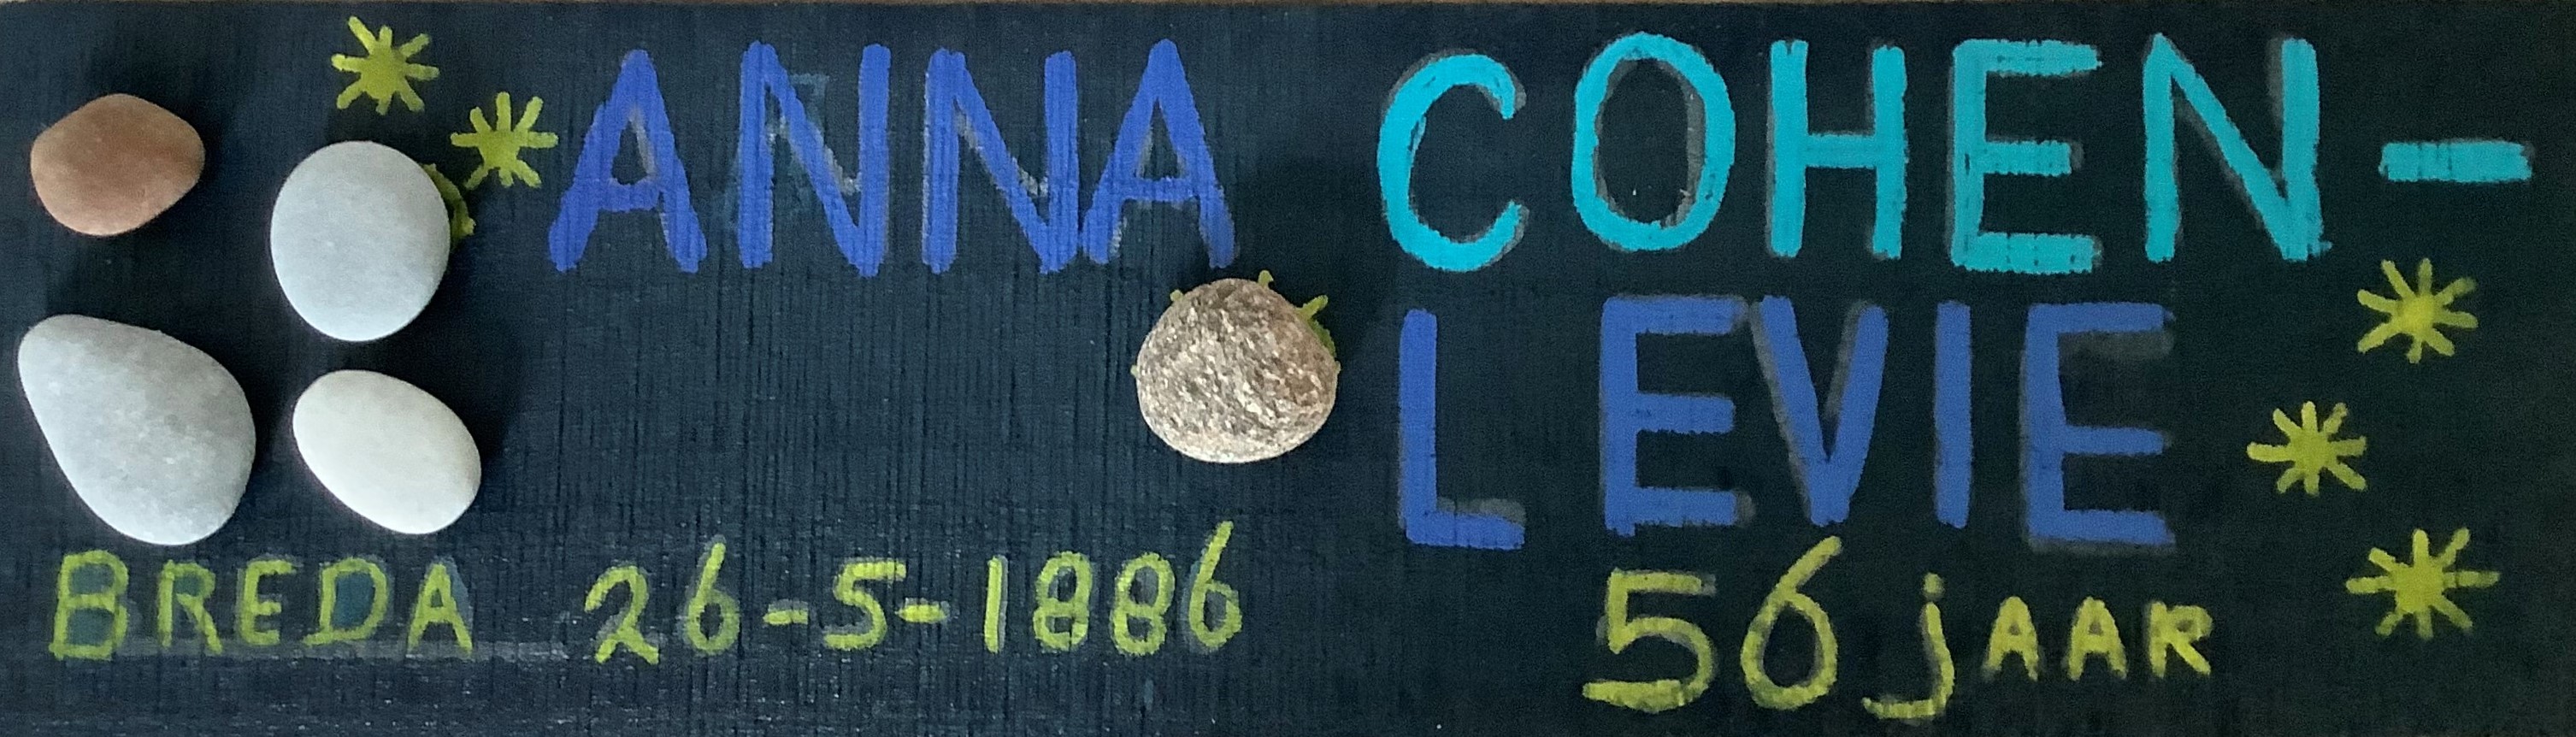 ANNA COHEN-
LEVIE
BREDA 26-5-1886 56 jAAR